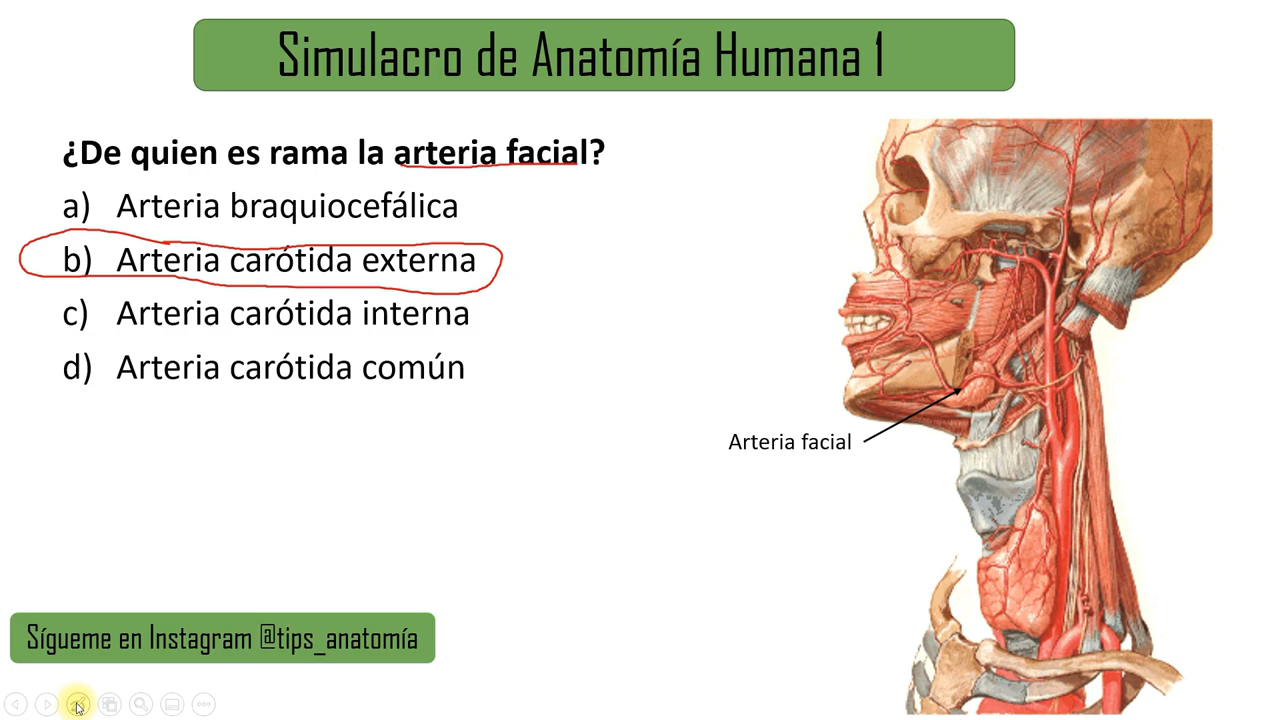 Simulacro de Anatomía Humana 1
¿De quien es rama la arteria facial?
a) Arteria braquiocefálica
b) Arteria carótida externa
c) Arteria carótida interna
d) Arteria carótida común
Arteria facial
Sígueme en Instagram @tips_anatomía